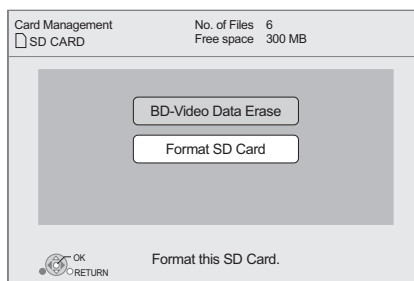 Card Management No. of Files 6
SD CARD Free space 300 MB
BD-Video Data Erase
Format SD Card
OK
RETURN
Format this SD Card.